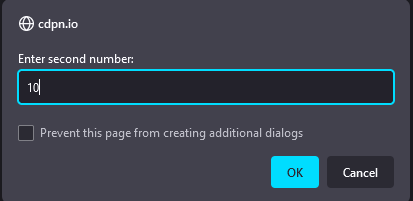 cdpn.io
Enter second number:
10
Prevent this page from creating additional dialogs
OK
Cancel